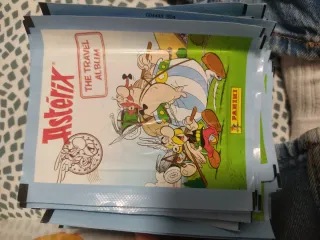 Astérix
THE TRAVEL
ALBUM
PANINI